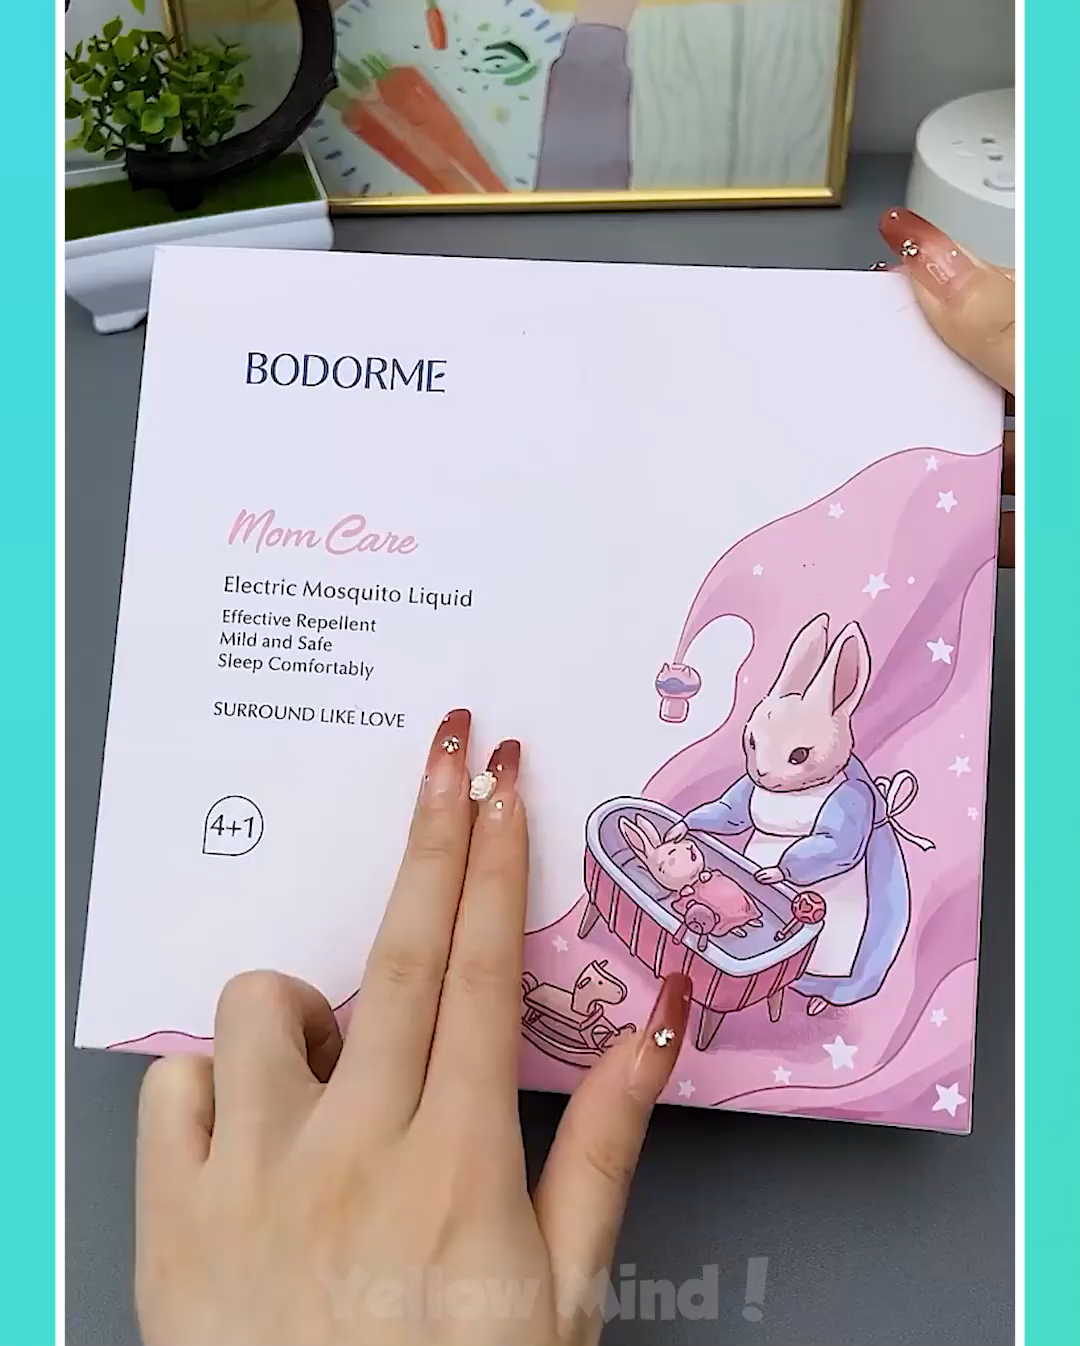 BODORME
Mom Care
Electric Mosquito Liquid
Effective Repellent
Mild and Safe
Sleep Comfortably
SURROUND LIKE LOVE
4+1
Yellow Mind!